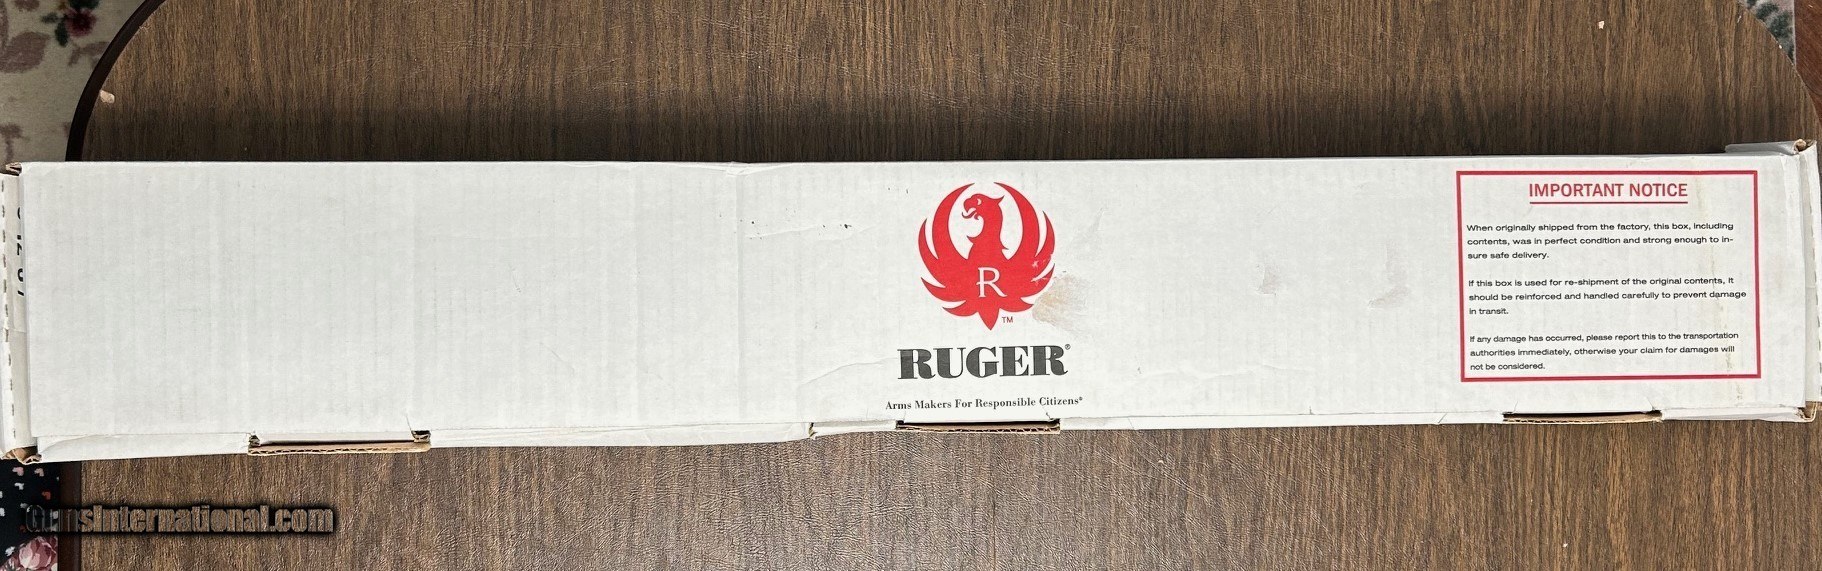 IMPORTANT NOTICE
When originally shipped from the factory, this box, including
contents, was in perfect condition and strong enough to in-
sure safe delivery.
If this box is used for re-shipment of the original contents, it
should be reinforced and handled carefully to prevent damage
in transit.
If any damage has occurred, please report this to the transportation
authorities immediately, otherwise your claim for damages will
not be considered.
R
TM
RUGER®
Arms Makers For Responsible Citizens®
GunsInternational.com